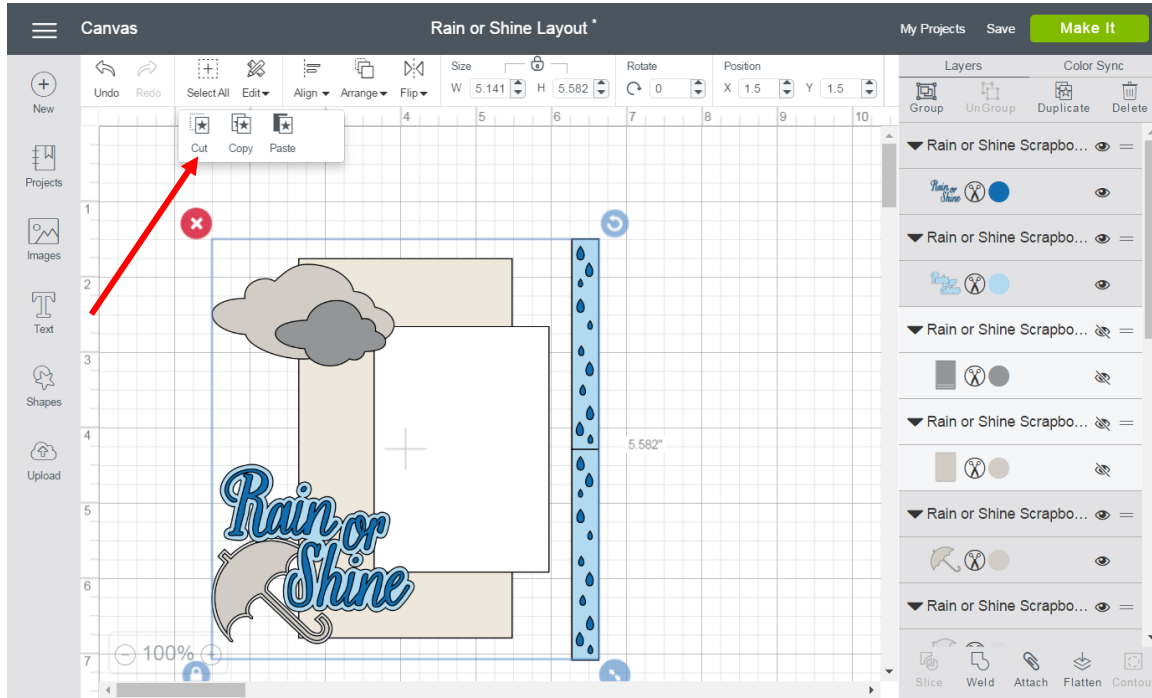 Canvas
Rain or Shine Layout *
My Projects Save Make It
New
Projects
Images
Text
Shapes
Upload
Undo Redo Select All Edit Align Arrange Flip
Size
W 5.141 H 5.582
Rotate
0
Position
X 1.5 Y 1.5
Cut Copy Paste
4 5 6 7 8 9 10
1
2
3
4
5
6
7
5.582"
Rain or
Shine
100%
Layers Color Sync
Group UnGroup Duplicate Delete
Rain or Shine Scrapbo...
Rain or
Shine
Rain or Shine Scrapbo...
Rain or Shine Scrapbo...
Rain or Shine Scrapbo...
Rain or Shine Scrapbo...
Rain or Shine Scrapbo...
Slice Weld Attach Flatten Contou